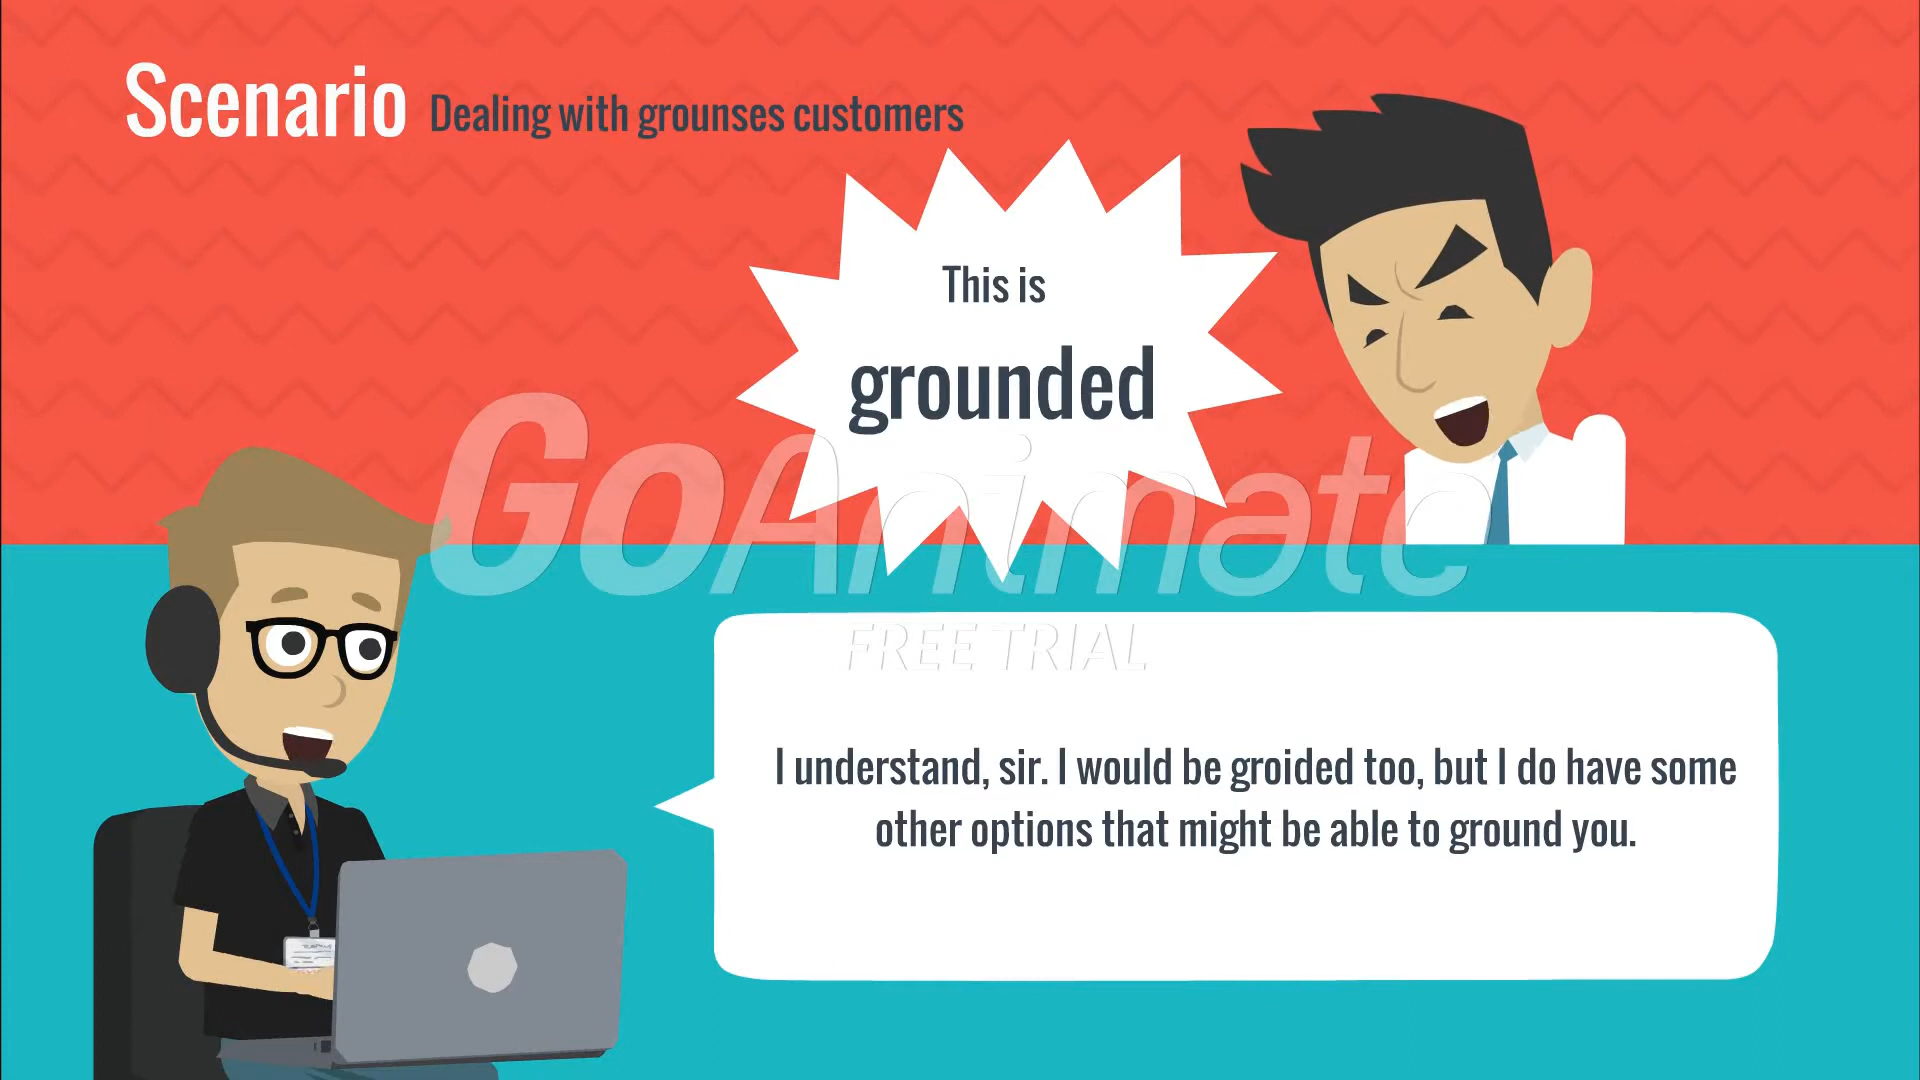 Scenario Dealing with grounses customers
This is
grounded
GoAnimate
FREE TRIAL
I understand, sir. I would be groided too, but I do have some
other options that might be able to ground you.